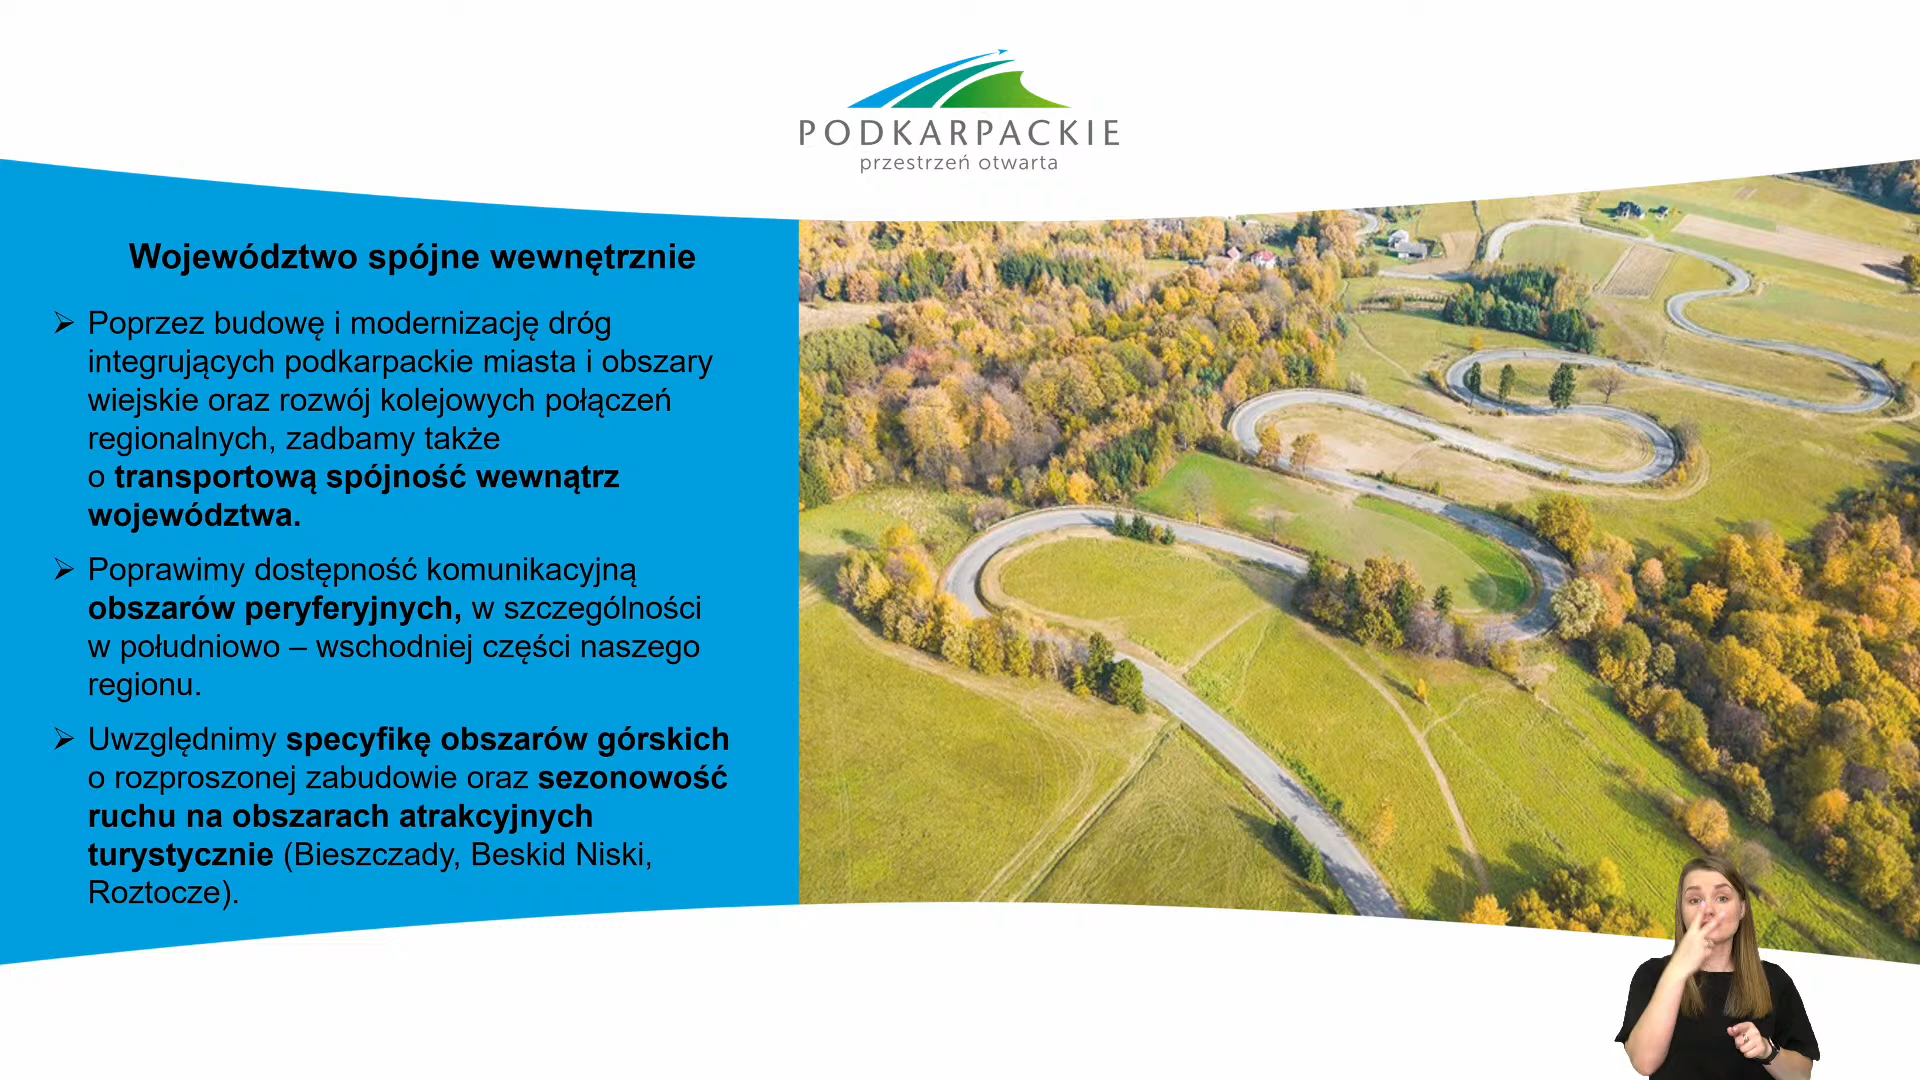 PODKARPACKIE
przestrzeń otwarta
Województwo spójne wewnętrznie
➢ Poprzez budowę i modernizację dróg
integrujących podkarpackie miasta i obszary
wiejskie oraz rozwój kolejowych połączeń
regionalnych, zadbamy także
o transportową spójność wewnątrz
województwa.
➢ Poprawimy dostępność komunikacyjną
obszarów peryferyjnych, w szczególności
w południowo – wschodniej części naszego
regionu.
➢ Uwzględnimy specyfikę obszarów górskich
o rozproszonej zabudowie oraz sezonowość
ruchu na obszarach atrakcyjnych
turystycznie (Bieszczady, Beskid Niski,
Roztocze).